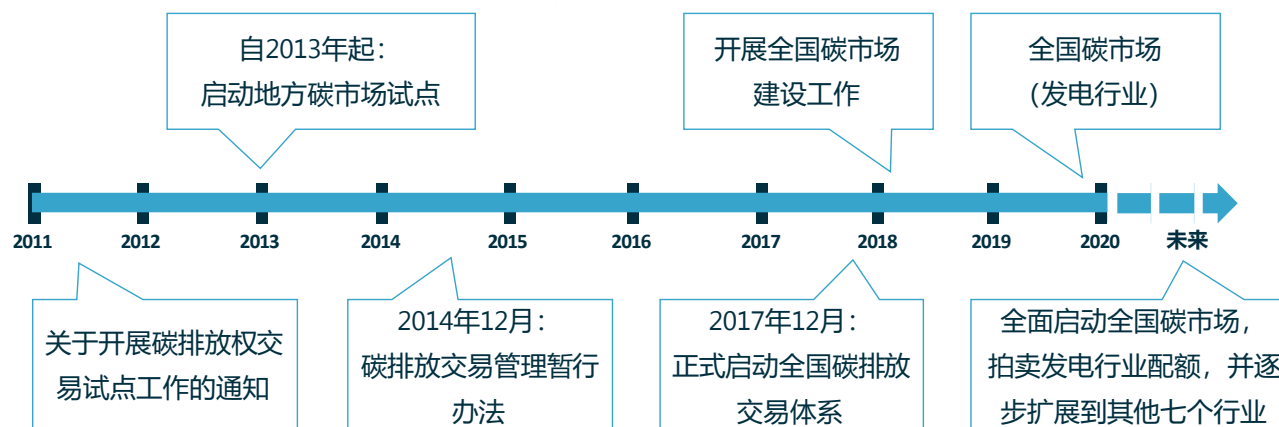 自2013年起：
启动地方碳市场试点
开展全国碳市场
建设工作
全国碳市场
（发电行业）
2011
2012
2013
2014
2015
2016
2017
2018
2019
2020
未来
关于开展碳排放权交
易试点工作的通知
2014年12月：
碳排放交易管理暂行
办法
2017年12月：
正式启动全国碳排放
交易体系
全面启动全国碳市场，
拍卖发电行业配额，并逐
步扩展到其他七个行业